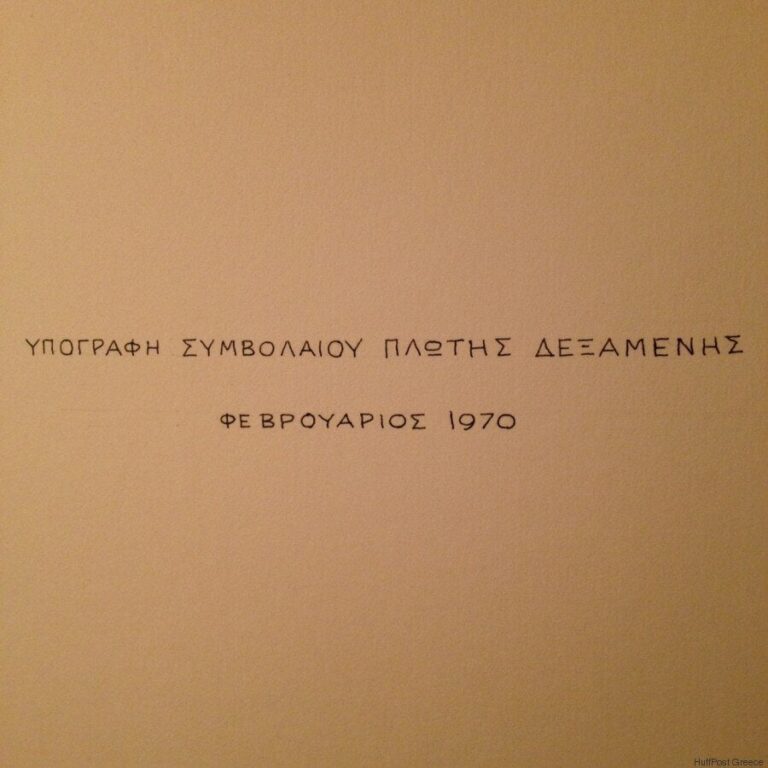 ΥΠΟΓΡΑΦΗ ΣΥΜΒΟΛΑΙΟΥ ΠΛΩΤΗΣ ΔΕΞΑΜΕΝΗΣ
ΦΕΒΡΟΥΑΡΙΟΣ 1970
HuffPost Greece